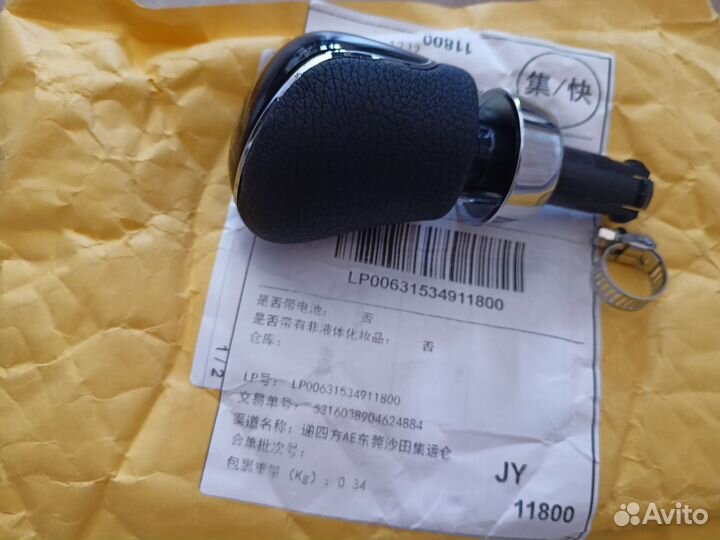 11800
集/快
LP00631534911800
是否带电池： 否
是否带有非液体化妆品： 否
仓库：
1/2
LP号： LP00631534911800
交易单号： 5316038904624884
渠道名称：递四方AE东莞沙田集运仓
合单批次号：
包裹重量 (Kg)：0 34
JY
11800
Avito